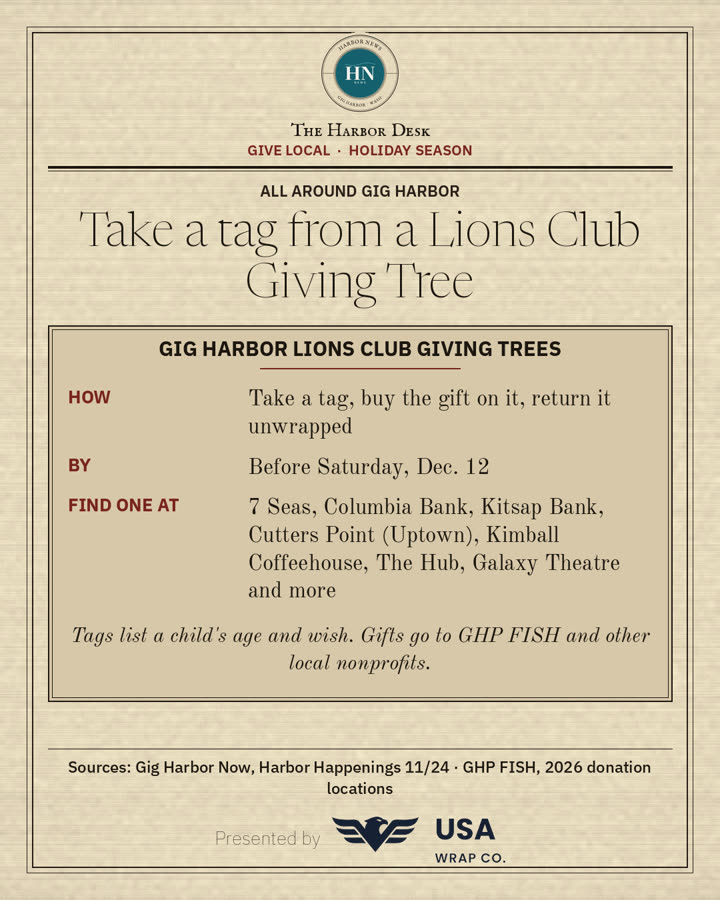 HARBOR NEWS
HN
NEWS
GIG HARBOR · WASH
The Harbor Desk
GIVE LOCAL · HOLIDAY SEASON
ALL AROUND GIG HARBOR
Take a tag from a Lions Club
Giving Tree
GIG HARBOR LIONS CLUB GIVING TREES
HOW
Take a tag, buy the gift on it, return it
unwrapped
BY
Before Saturday, Dec. 12
FIND ONE AT
7 Seas, Columbia Bank, Kitsap Bank,
Cutters Point (Uptown), Kimball
Coffeehouse, The Hub, Galaxy Theatre
and more
Tags list a child's age and wish. Gifts go to GHP FISH and other
local nonprofits.
Sources: Gig Harbor Now, Harbor Happenings 11/24 · GHP FISH, 2026 donation
locations
Presented by
USA
WRAP CO.